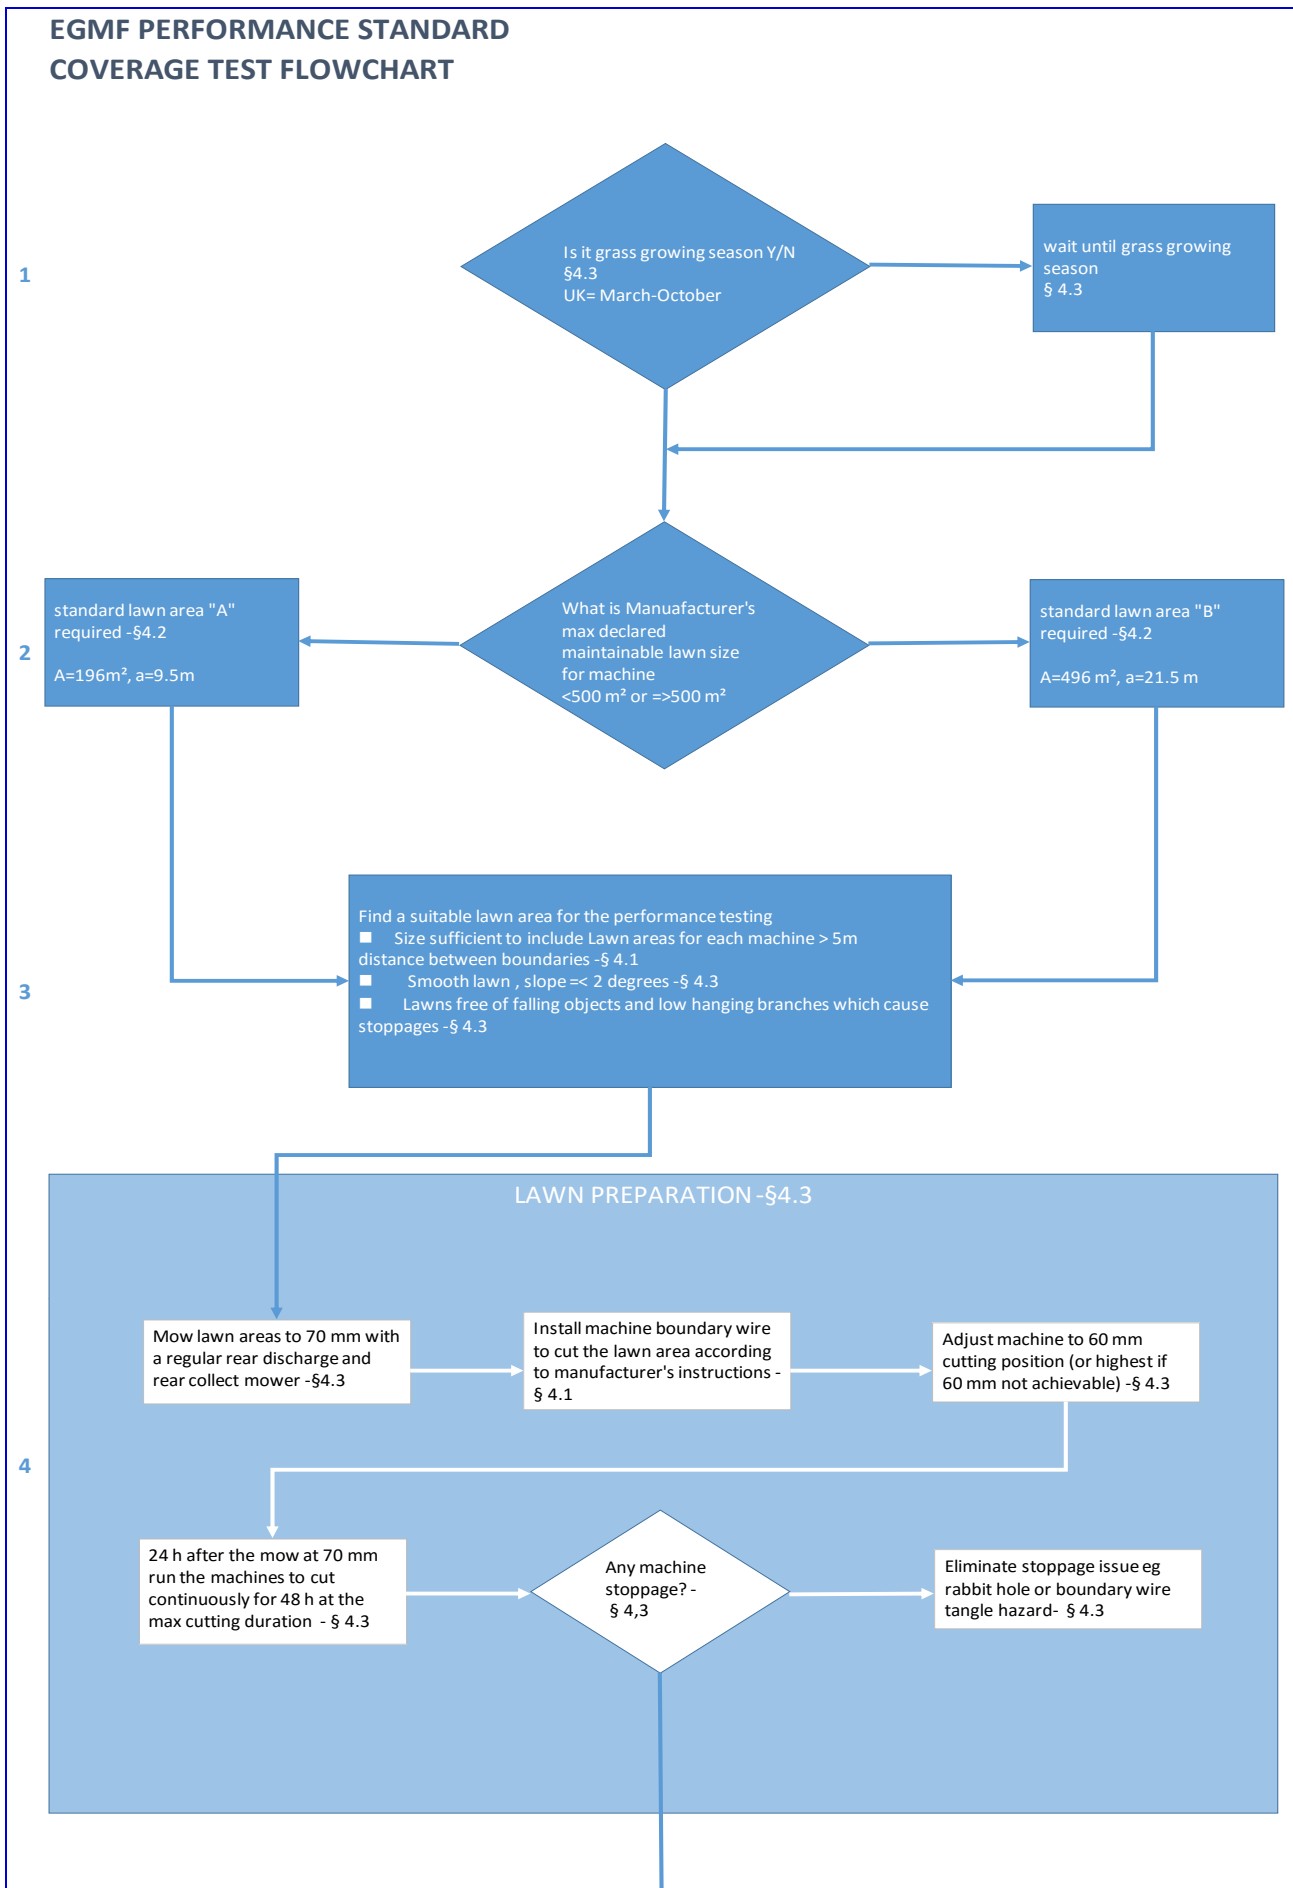 EGMF PERFORMANCE STANDARD
COVERAGE TEST FLOWCHART
1
Is it grass growing season Y/N
§4.3
UK= March-October
wait until grass growing
season
§ 4.3
2
standard lawn area "A"
required -§4.2
A=196m², a=9.5m
What is Manuafacturer's
max declared
maintainable lawn size
for machine
<500 m² or =>500 m²
standard lawn area "B"
required -§4.2
A=496 m², a=21.5 m
3
Find a suitable lawn area for the performance testing
Size sufficient to include Lawn areas for each machine > 5m
distance between boundaries -§ 4.1
Smooth lawn , slope =< 2 degrees -§ 4.3
Lawns free of falling objects and low hanging branches which cause
stoppages -§ 4.3
LAWN PREPARATION -§4.3
4
Mow lawn areas to 70 mm with
a regular rear discharge and
rear collect mower -§4.3
Install machine boundary wire
to cut the lawn area according
to manufacturer's instructions -
§ 4.1
Adjust machine to 60 mm
cutting position (or highest if
60 mm not achievable) -§ 4.3
24 h after the mow at 70 mm
run the machines to cut
continuously for 48 h at the
max cutting duration - § 4.3
Any machine
stoppage? -
§ 4,3
Eliminate stoppage issue eg
rabbit hole or boundary wire
tangle hazard- § 4.3